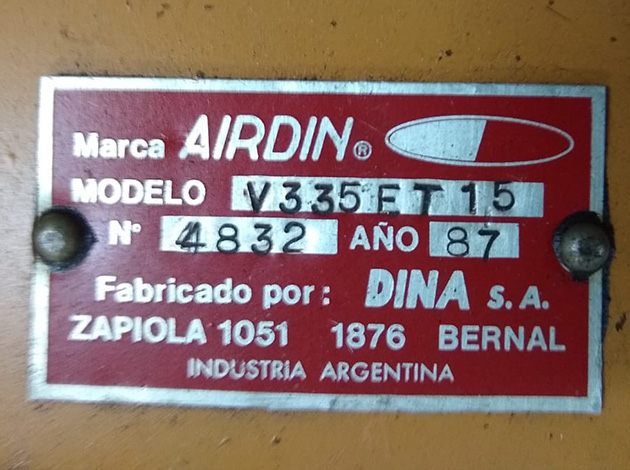 Marca AIRDIN®
MODELO V335ET15
N° 4832 AÑO 87
Fabricado por: DINA S.A.
ZAPIOLA 1051 1876 BERNAL
INDUSTRIA ARGENTINA